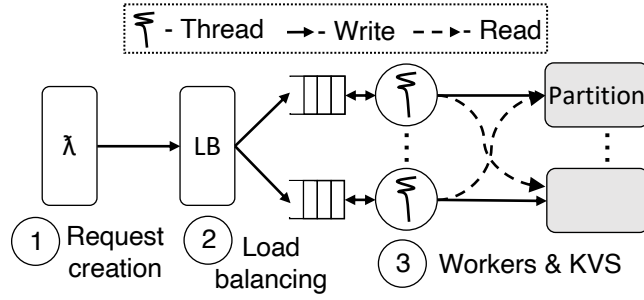 - Thread - Write - Read
Partition
λ
LB
1 Request creation
2 Load balancing
3 Workers & KVS